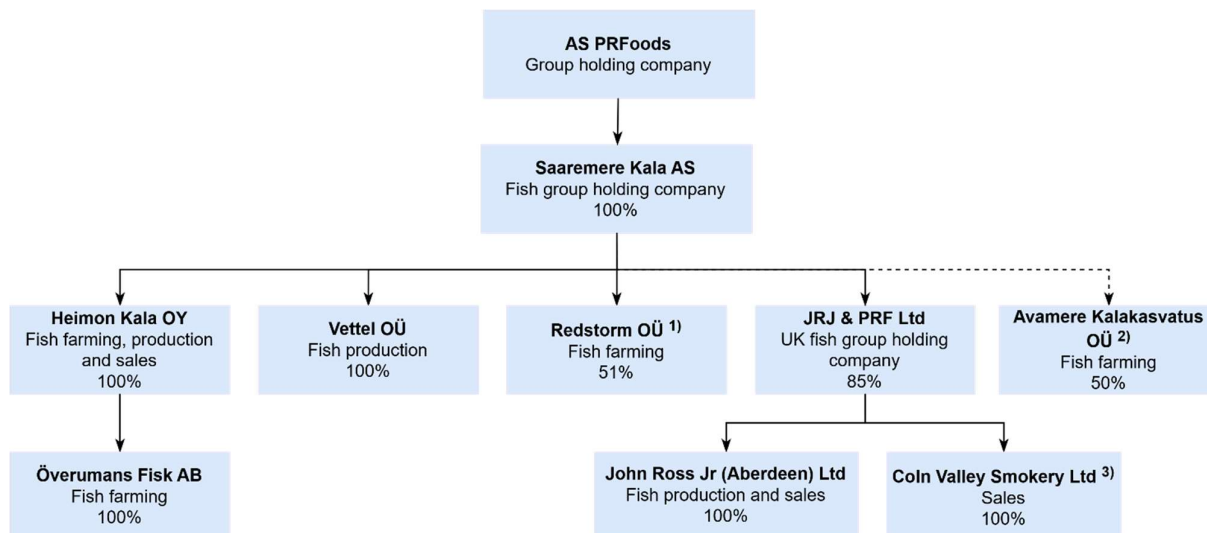 AS PRFoods
Group holding company
Saaremere Kala AS
Fish group holding company
100%
Heimon Kala OY
Fish farming, production
and sales
100%
Vettel OÜ
Fish production
100%
Redstorm OÜ 1)
Fish farming
51%
JRJ & PRF Ltd
UK fish group holding
company
85%
Avamere Kalakasvatus
OÜ 2)
Fish farming
50%
Överumans Fisk AB
Fish farming
100%
John Ross Jr (Aberdeen) Ltd
Fish production and sales
100%
Coln Valley Smokery Ltd 3)
Sales
100%